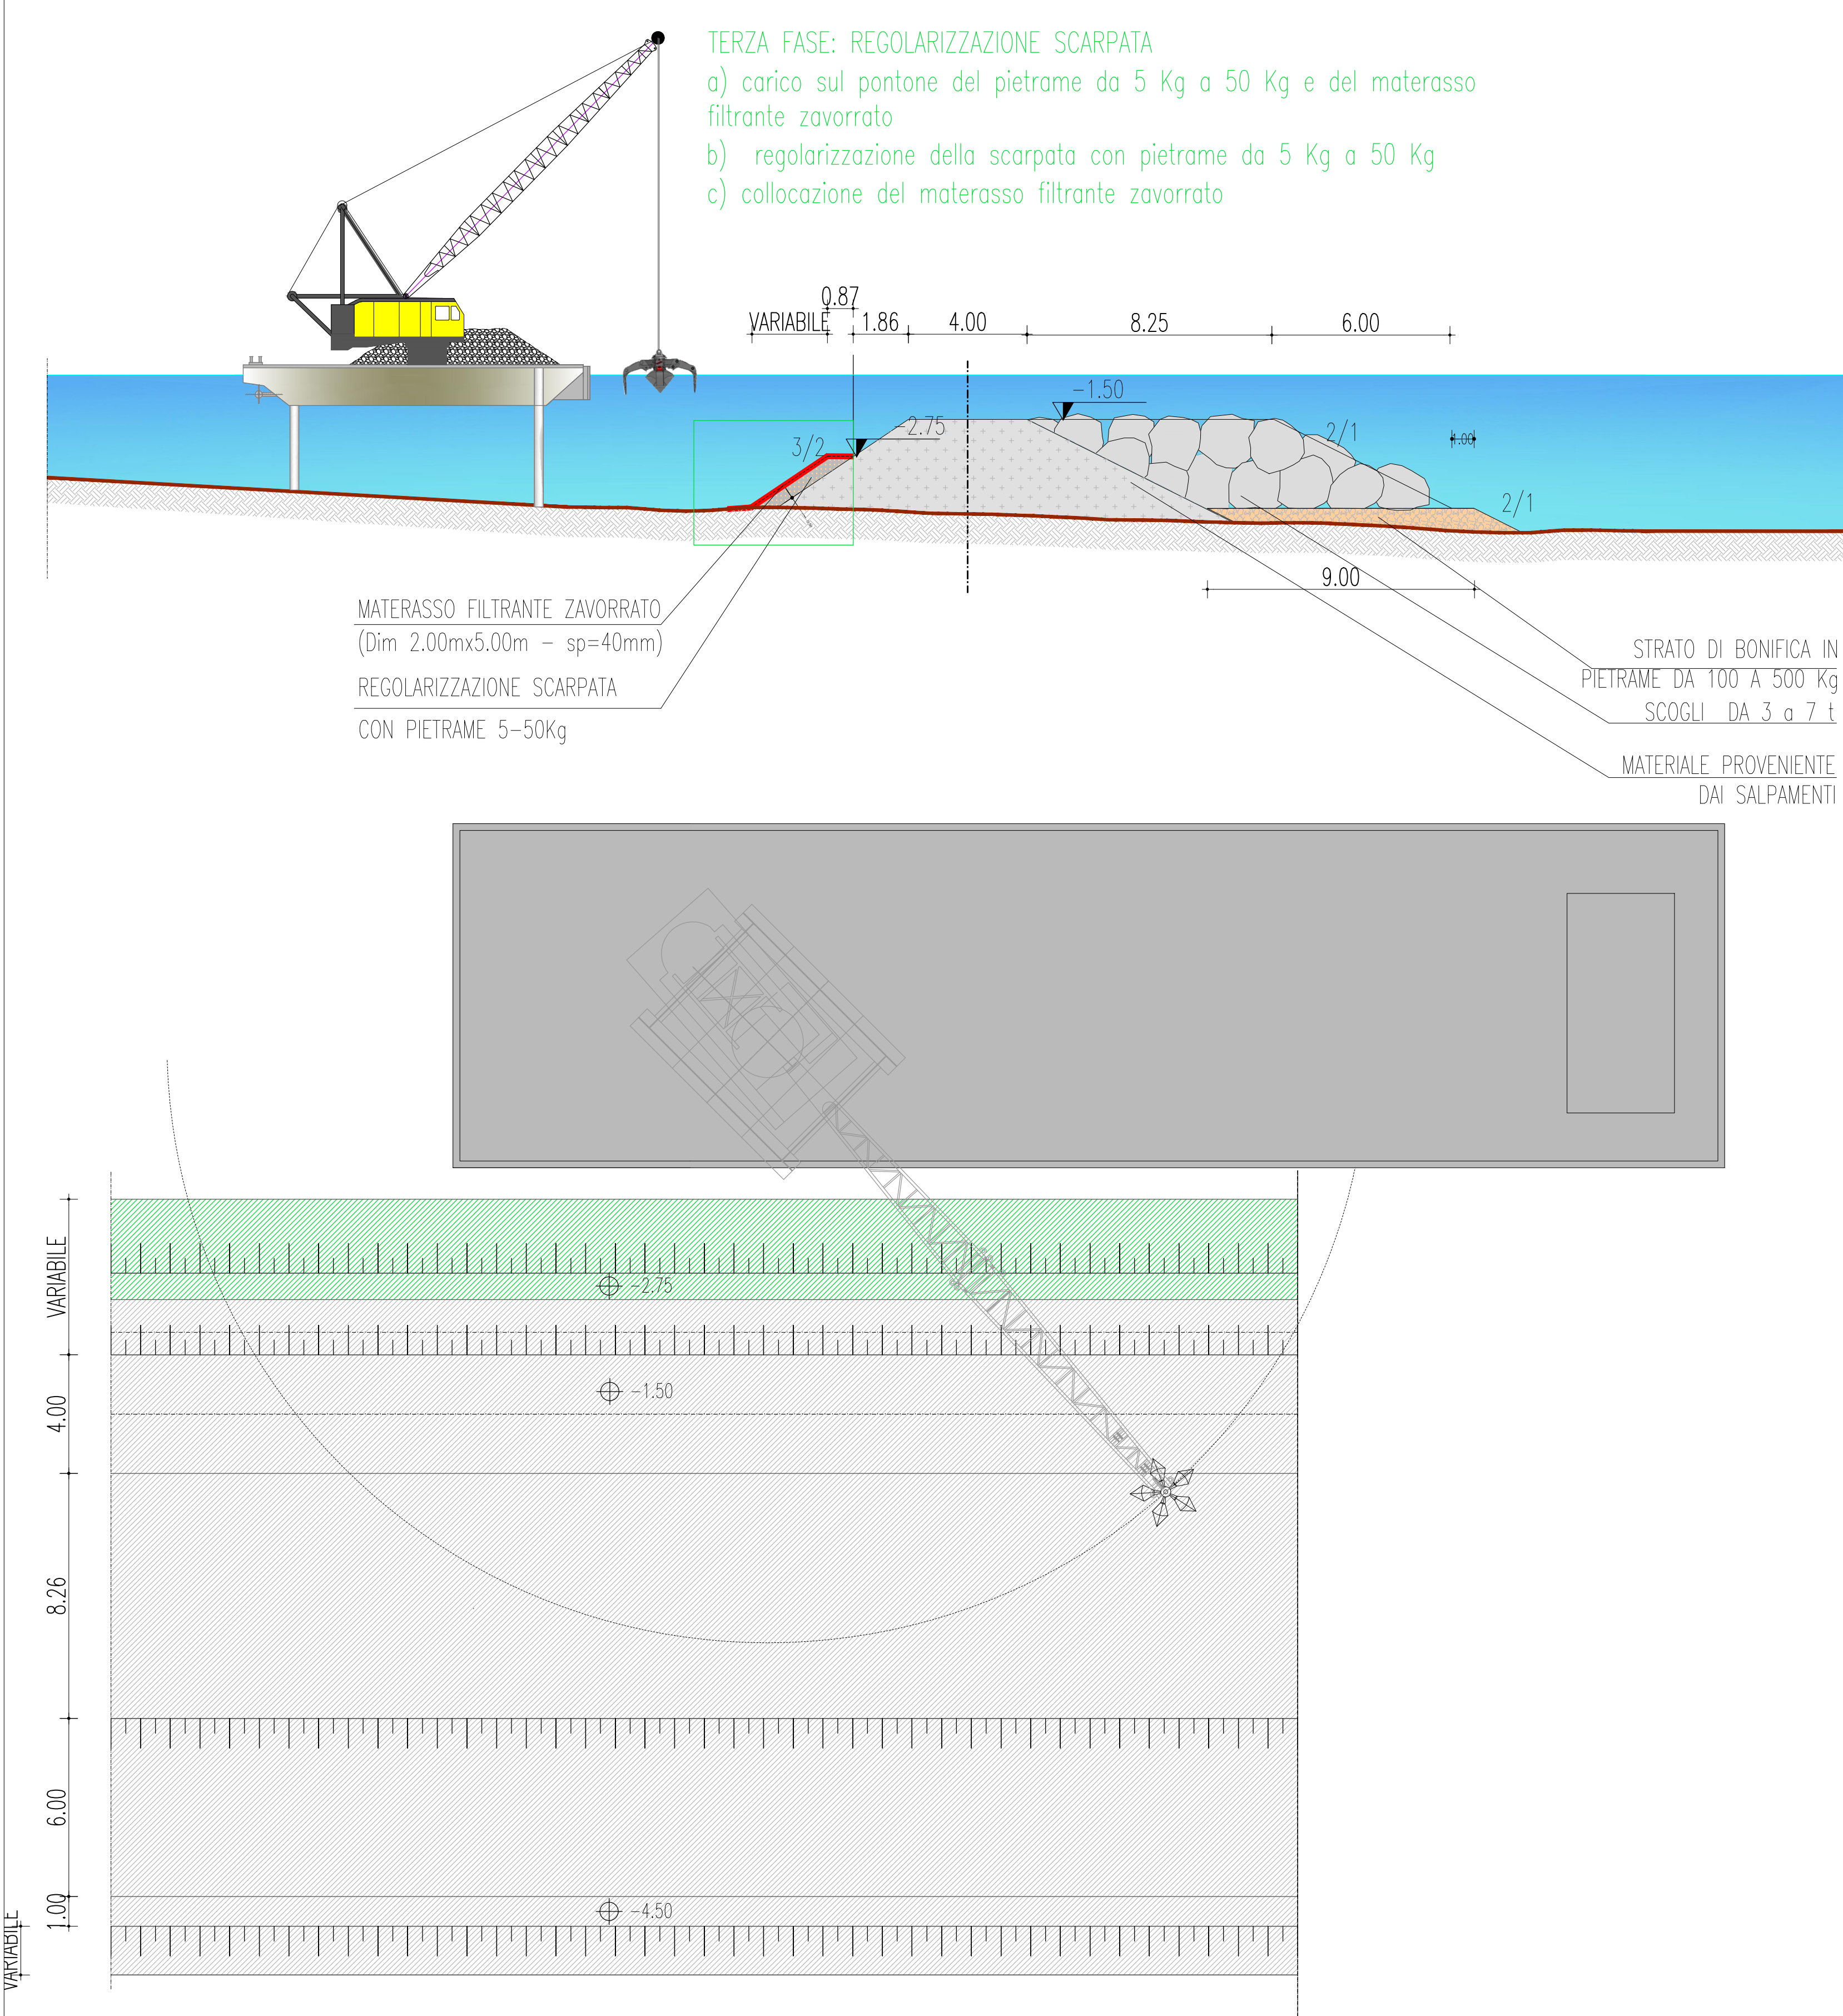 TERZA FASE: REGOLARIZZAZIONE SCARPATA
a) carico sul pontone del pietrame da 5 Kg a 50 Kg e del materasso
filtrante zavorrato
b) regolarizzazione della scarpata con pietrame da 5 Kg a 50 Kg
c) collocazione del materasso filtrante zavorrato
0.87
VARIABILE 1.86 4.00 8.25 6.00
-1.50
-2.75
3/2
2/1
1.00
2/1
9.00
MATERASSO FILTRANTE ZAVORRATO
(Dim 2.00mx5.00m - sp=40mm)
REGOLARIZZAZIONE SCARPATA
CON PIETRAME 5-50Kg
STRATO DI BONIFICA IN
PIETRAME DA 100 A 500 Kg
SCOGLI DA 3 a 7 t
MATERIALE PROVENIENTE
DAI SALPAMENTI
VARIABILE
-2.75
4.00
-1.50
8.26
6.00
1.00
-4.50
VARIABILE